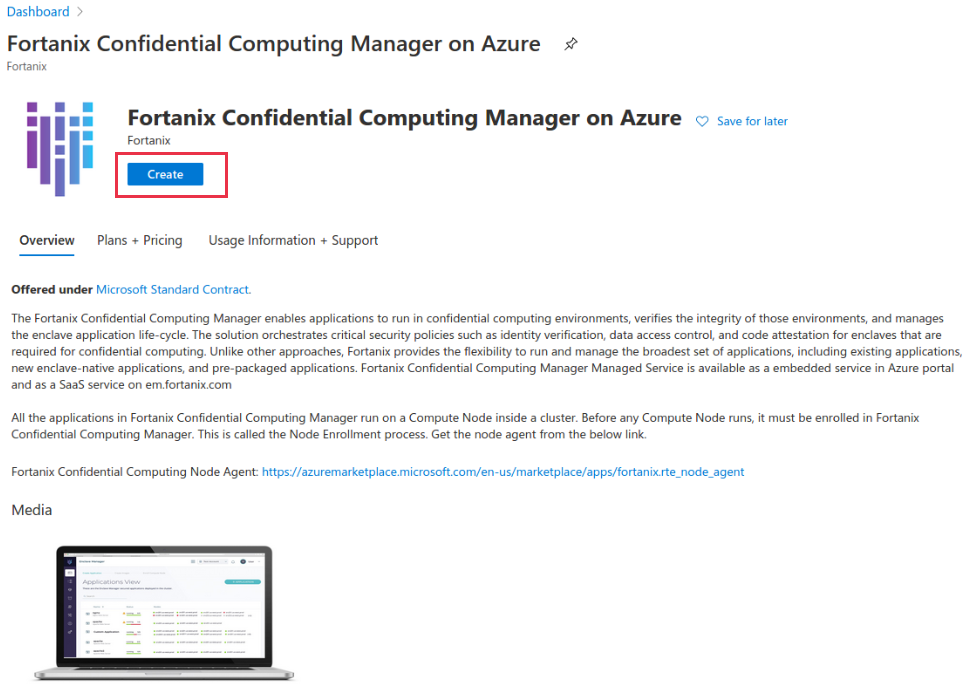 Dashboard >
Fortanix Confidential Computing Manager on Azure
Fortanix
Fortanix Confidential Computing Manager on Azure
Save for later
Fortanix
Create
Overview Plans + Pricing Usage Information + Support
Offered under Microsoft Standard Contract.
The Fortanix Confidential Computing Manager enables applications to run in confidential computing environments, verifies the integrity of those environments, and manages
the enclave application life-cycle. The solution orchestrates critical security policies such as identity verification, data access control, and code attestation for enclaves that are
required for confidential computing. Unlike other approaches, Fortanix provides the flexibility to run and manage the broadest set of applications, including existing applications,
new enclave-native applications, and pre-packaged applications. Fortanix Confidential Computing Manager Managed Service is available as a embedded service in Azure portal
and as a SaaS service on em.fortanix.com
All the applications in Fortanix Confidential Computing Manager run on a Compute Node inside a cluster. Before any Compute Node runs, it must be enrolled in Fortanix
Confidential Computing Manager. This is called the Node Enrollment process. Get the node agent from the below link.
Fortanix Confidential Computing Node Agent: https://azuremarketplace.microsoft.com/en-us/marketplace/apps/fortanix.rte_node_agent
Media
Applications View